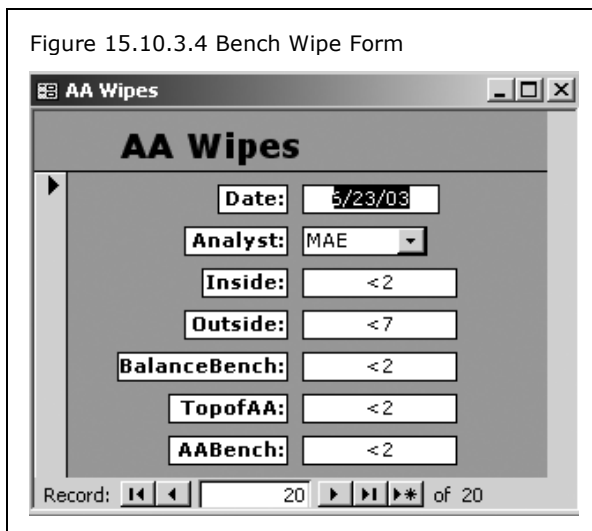 Figure 15.10.3.4 Bench Wipe Form
AA Wipes
AA Wipes
Date: 6/23/03
Analyst: MAE
Inside: <2
Outside: <7
BalanceBench: <2
TopofAA: <2
AABench: <2
Record: 20 of 20